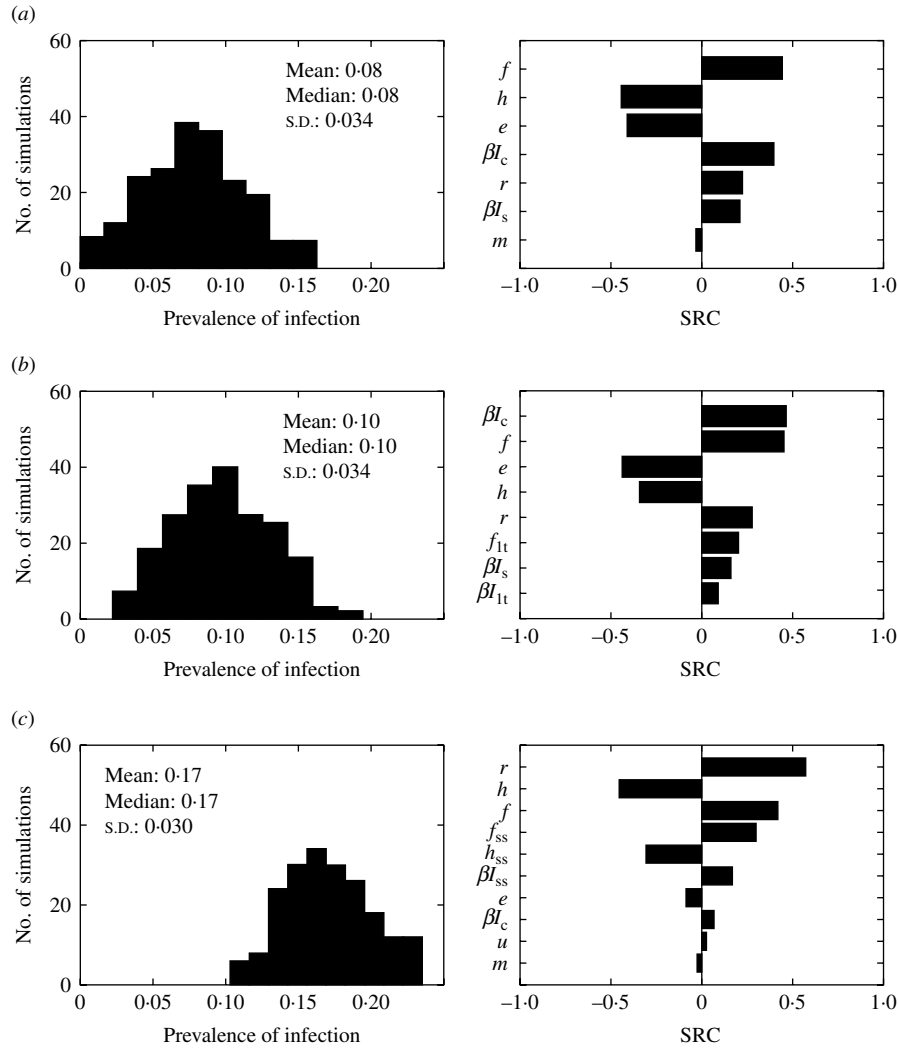 (a)
60
40
20
0
No. of simulations
Mean: 0·08
Median: 0·08
S.D.: 0·034
0 0·05 0·10 0·15 0·20
Prevalence of infection
f
h
e
βIc
r
βIs
m
–1·0 –0·5 0 0·5 1·0
SRC
(b)
60
40
20
0
No. of simulations
Mean: 0·10
Median: 0·10
S.D.: 0·034
0 0·05 0·10 0·15 0·20
Prevalence of infection
βIc
f
e
h
r
f1t
βIs
βI1t
–1·0 –0·5 0 0·5 1·0
SRC
(c)
60
40
20
0
No. of simulations
Mean: 0·17
Median: 0·17
S.D.: 0·030
0 0·05 0·10 0·15 0·20
Prevalence of infection
r
h
f
fss
hss
βIss
e
βIc
u
m
–1·0 –0·5 0 0·5 1·0
SRC